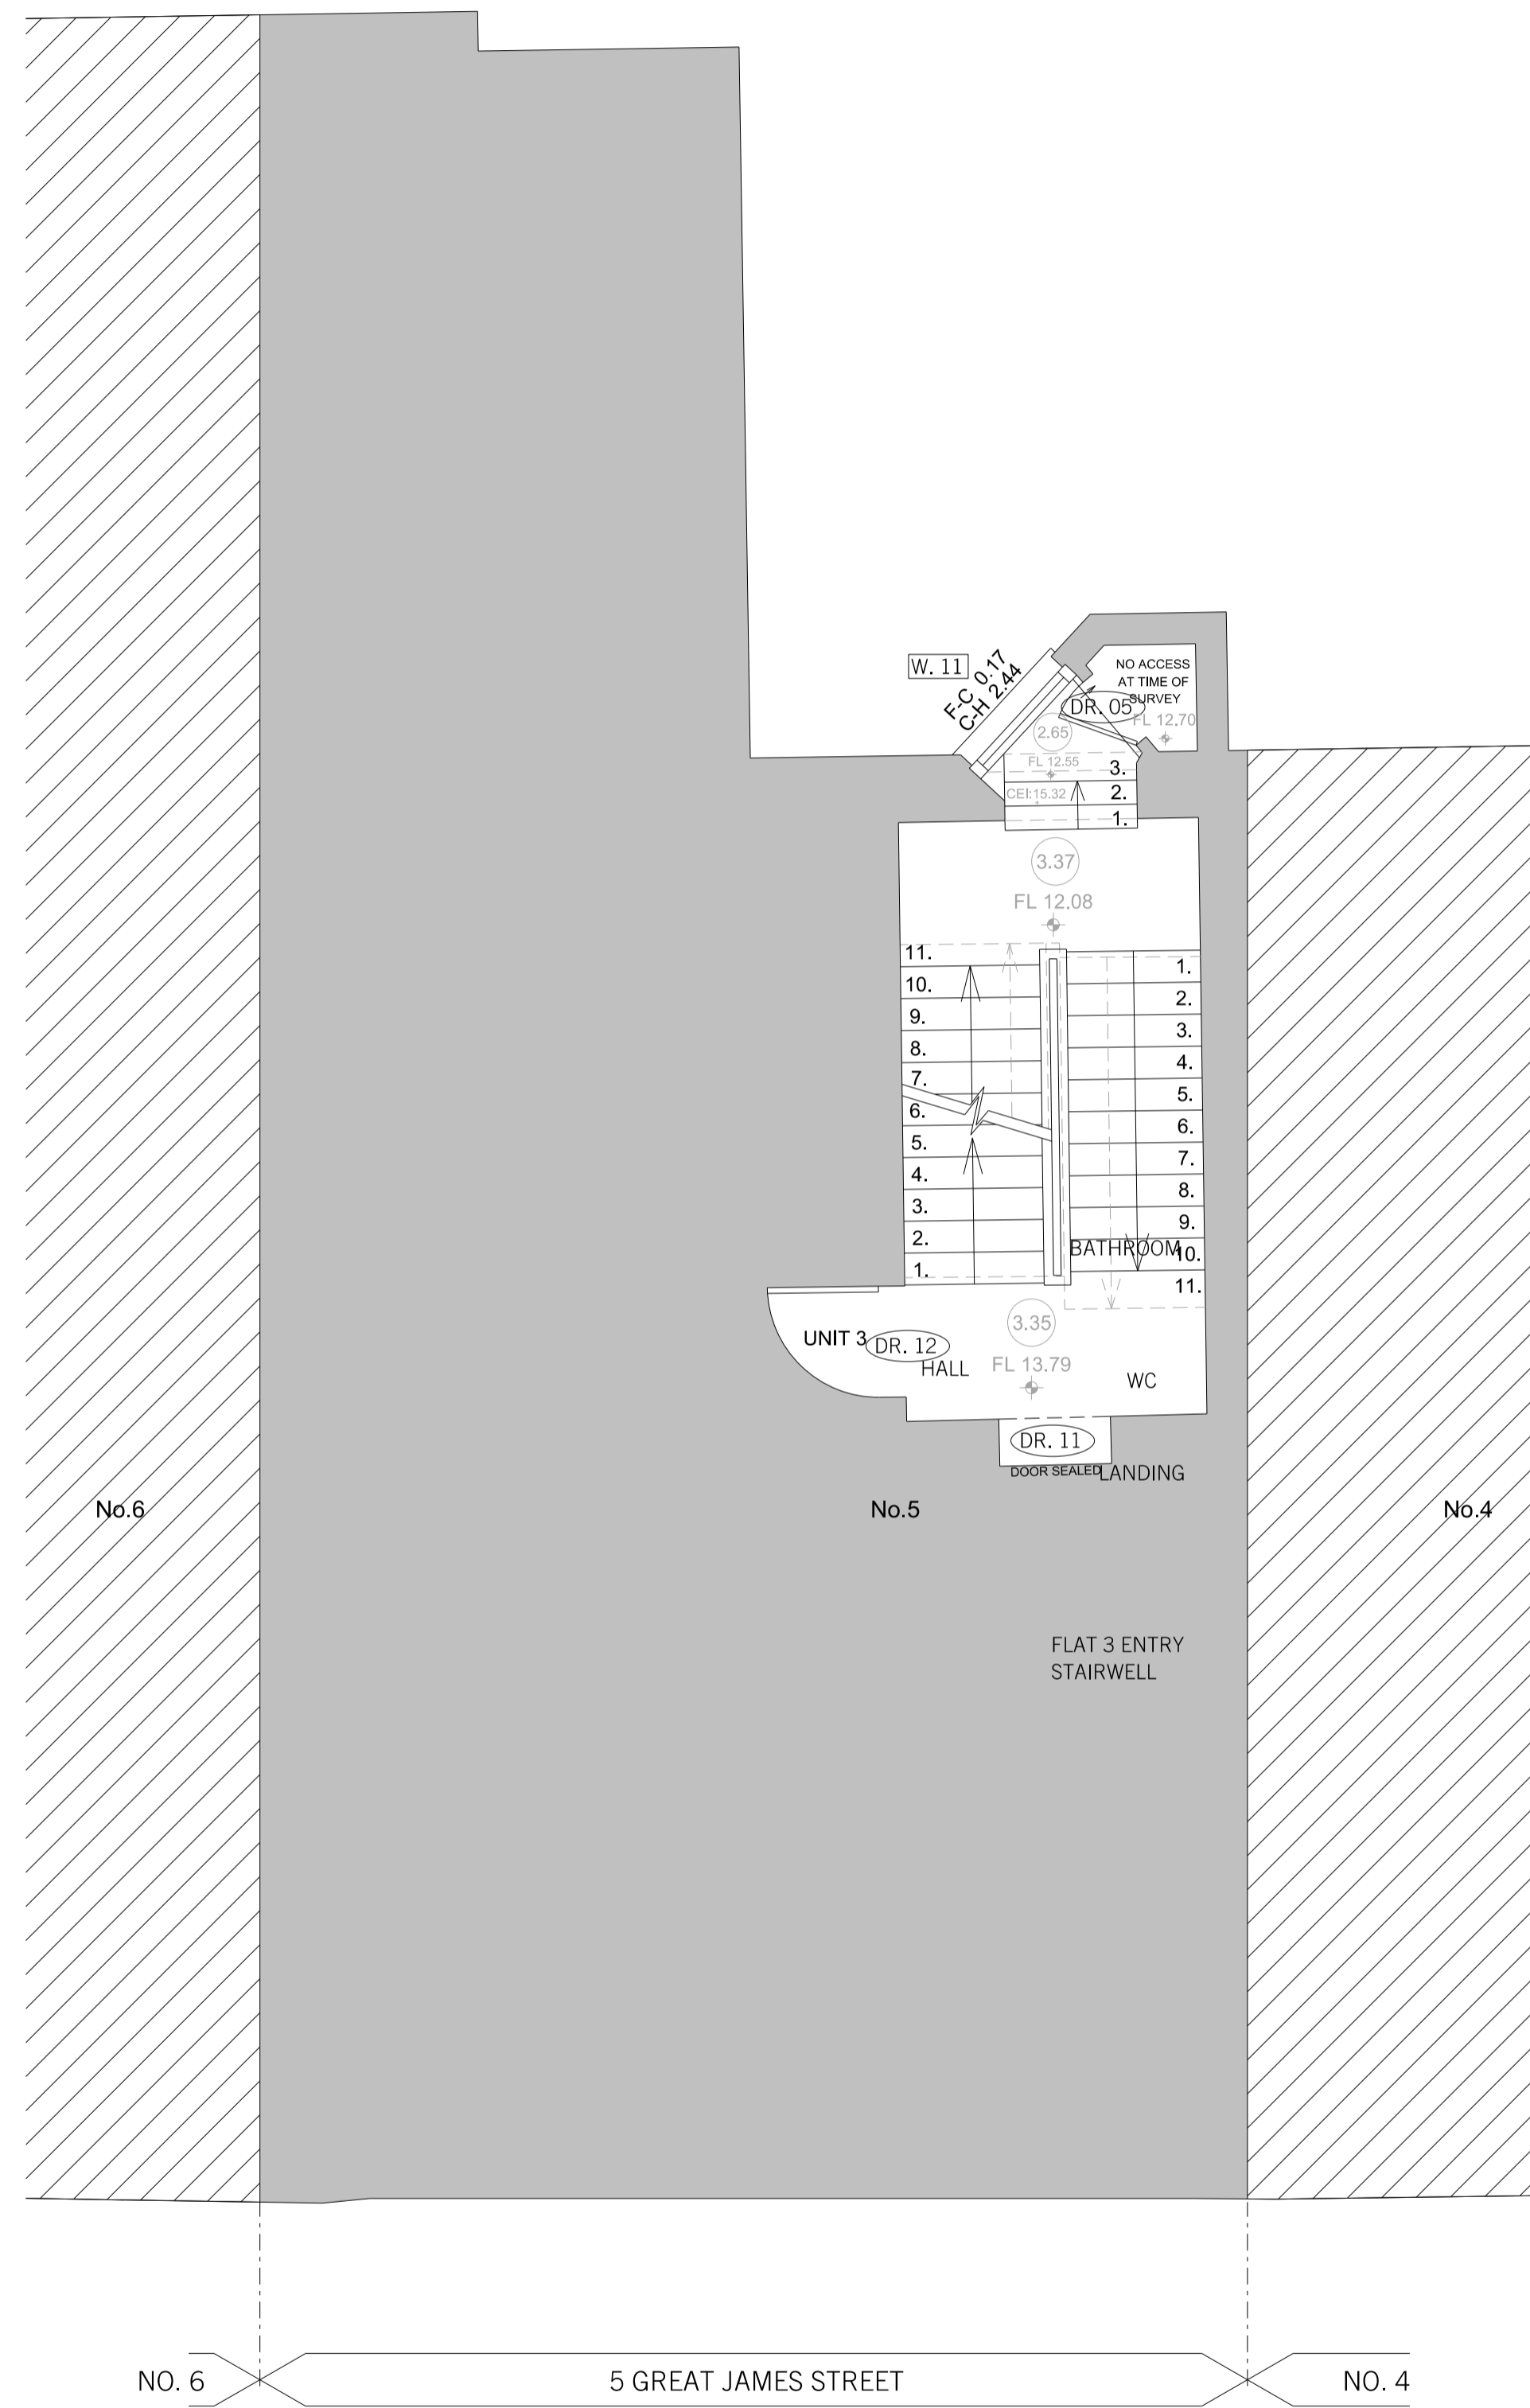 NO ACCESS
AT TIME OF
SURVEY
W. 11
F-C 0.17
C-H 2.44
DR. 05
FL 12.70
2.65
FL 12.55
3.
CEI:15.32
2.
1.
3.37
FL 12.08
11.
1.
10.
2.
9.
3.
8.
4.
7.
5.
6.
6.
5.
7.
4.
8.
3.
9.
2.
BATHROOM
10.
1.
11.
3.35
UNIT 3
DR. 12
HALL
FL 13.79
WC
DR. 11
DOOR SEALED
LANDING
No.6
No.5
No.4
FLAT 3 ENTRY
STAIRWELL
NO. 6
5 GREAT JAMES STREET
NO. 4